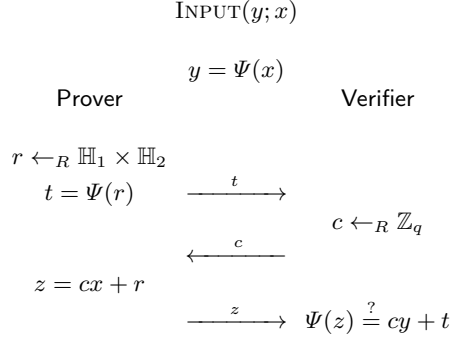 INPUT(y; x)
y = Ψ(x)
Prover Verifier
r ←R ℍ1 × ℍ2
t = Ψ(r) t
c ←R ℤq
c
z = cx + r
z Ψ(z) ?= cy + t